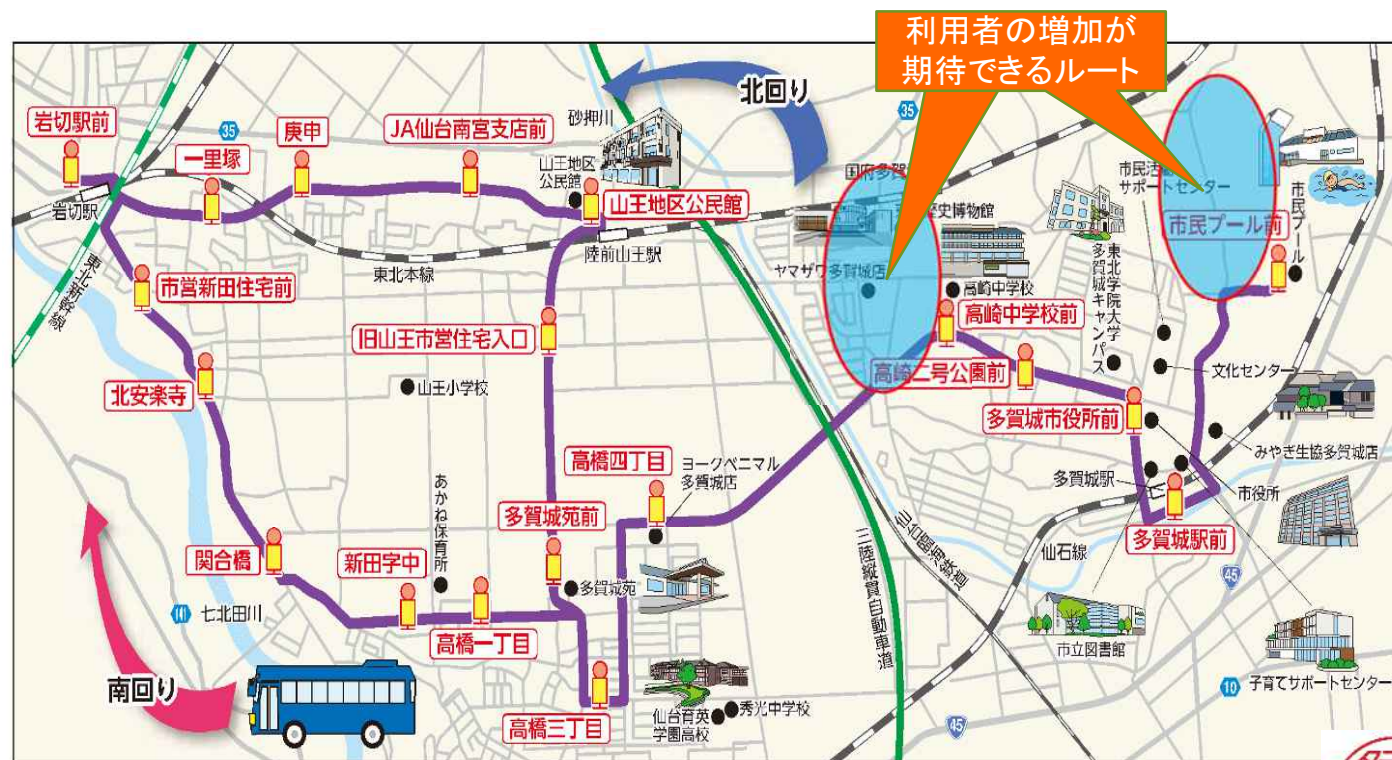 利用者の増加が
期待できるルート
北回り
35
35
岩切駅前
一里塚
庚申
JA仙台南宮支店前
砂押川
山王地区
公民館
山王地区公民館
岩切駅
陸前山王駅
東北本線
東北新幹線
市営新田住宅前
旧山王市営住宅入口
北安楽寺
山王小学校
歴史博物館
ヤマザワ多賀城店
高崎中学校
高崎中学校前
高崎二号公園前
東北学院大学
多賀城キャンパス
サポートセンター
市民プール前
市民プール
文化センター
多賀城市役所前
みやぎ生協多賀城店
多賀城駅
市役所
多賀城駅前
高橋四丁目
ヨークベニマル
多賀城店
あかね保育所
多賀城苑前
多賀城苑
関合橋
新田字中
高橋一丁目
高橋三丁目
141
七北田川
南回り
仙台育英
学園高校
秀光中学校
三陸縦貫自動車道
仙台臨海鉄道
仙石線
45
45
市立図書館
10
子育てサポートセンター